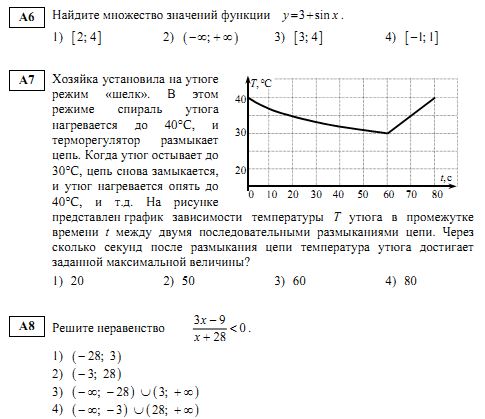 А6 Найдите множество значений функции y=3+sin x.
1) [2; 4] 2) (−∞; +∞) 3) [3; 4] 4) [−1; 1]
А7 Хозяйка установила на утюге
режим «шелк». В этом
режиме спираль утюга
нагревается до 40°С, и
терморегулятор размыкает
цепь. Когда утюг остывает до
30°С, цепь снова замыкается,
и утюг нагревается опять до
40°С, и т.д. На рисунке
T, °C
40
30
20
t, c
0 10 20 30 40 50 60 70 80
представлен график зависимости температуры T утюга в промежутке
времени t между двумя последовательными размыканиями цепи. Через
сколько секунд после размыкания цепи температура утюга достигает
заданной максимальной величины?
1) 20 2) 50 3) 60 4) 80
А8 Решите неравенство (3x − 9)/(x + 28) < 0.
1) (−28; 3)
2) (−3; 28)
3) (−∞; −28) ∪ (3; +∞)
4) (−∞; −3) ∪ (28; +∞)